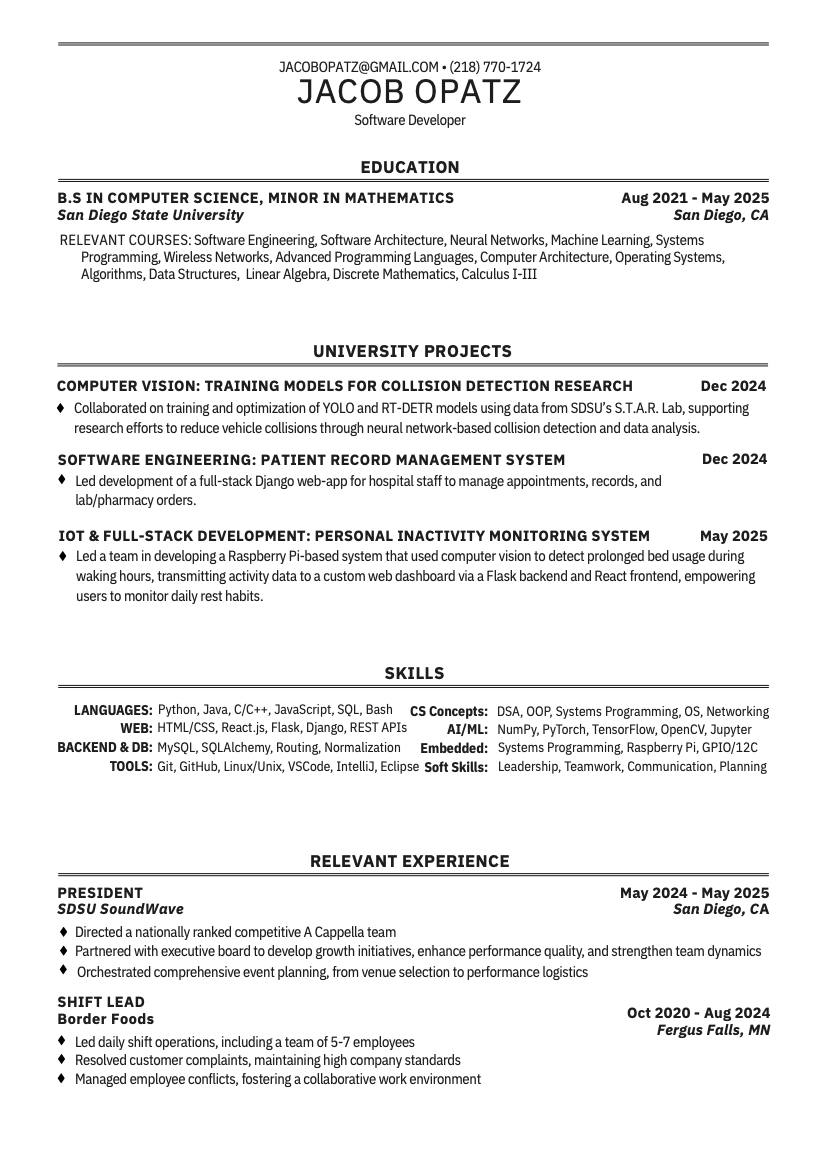 JACOBOPATZ@GMAIL.COM • (218) 770-1724
JACOB OPATZ
Software Developer
EDUCATION
B.S IN COMPUTER SCIENCE, MINOR IN MATHEMATICS Aug 2021 - May 2025
San Diego State University San Diego, CA
RELEVANT COURSES: Software Engineering, Software Architecture, Neural Networks, Machine Learning, Systems
Programming, Wireless Networks, Advanced Programming Languages, Computer Architecture, Operating Systems,
Algorithms, Data Structures, Linear Algebra, Discrete Mathematics, Calculus I-III
UNIVERSITY PROJECTS
COMPUTER VISION: TRAINING MODELS FOR COLLISION DETECTION RESEARCH Dec 2024
♦ Collaborated on training and optimization of YOLO and RT-DETR models using data from SDSU’s S.T.A.R. Lab, supporting
research efforts to reduce vehicle collisions through neural network-based collision detection and data analysis.
SOFTWARE ENGINEERING: PATIENT RECORD MANAGEMENT SYSTEM Dec 2024
♦ Led development of a full-stack Django web-app for hospital staff to manage appointments, records, and
lab/pharmacy orders.
IOT & FULL-STACK DEVELOPMENT: PERSONAL INACTIVITY MONITORING SYSTEM May 2025
♦ Led a team in developing a Raspberry Pi-based system that used computer vision to detect prolonged bed usage during
waking hours, transmitting activity data to a custom web dashboard via a Flask backend and React frontend, empowering
users to monitor daily rest habits.
SKILLS
LANGUAGES: Python, Java, C/C++, JavaScript, SQL, Bash CS Concepts: DSA, OOP, Systems Programming, OS, Networking
WEB: HTML/CSS, React.js, Flask, Django, REST APIs AI/ML: NumPy, PyTorch, TensorFlow, OpenCV, Jupyter
BACKEND & DB: MySQL, SQLAlchemy, Routing, Normalization Embedded: Systems Programming, Raspberry Pi, GPIO/12C
TOOLS: Git, GitHub, Linux/Unix, VSCode, IntelliJ, Eclipse Soft Skills: Leadership, Teamwork, Communication, Planning
RELEVANT EXPERIENCE
PRESIDENT May 2024 - May 2025
SDSU SoundWave San Diego, CA
♦ Directed a nationally ranked competitive A Cappella team
♦ Partnered with executive board to develop growth initiatives, enhance performance quality, and strengthen team dynamics
♦ Orchestrated comprehensive event planning, from venue selection to performance logistics
SHIFT LEAD Oct 2020 - Aug 2024
Border Foods Fergus Falls, MN
♦ Led daily shift operations, including a team of 5-7 employees
♦ Resolved customer complaints, maintaining high company standards
♦ Managed employee conflicts, fostering a collaborative work environment